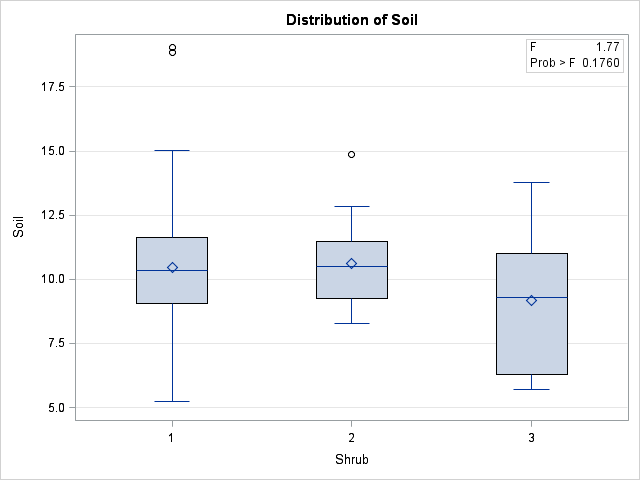 Distribution of Soil
F 1.77
Prob > F 0.1760
17.5
15.0
12.5
10.0
7.5
5.0
Soil
1 2 3
Shrub